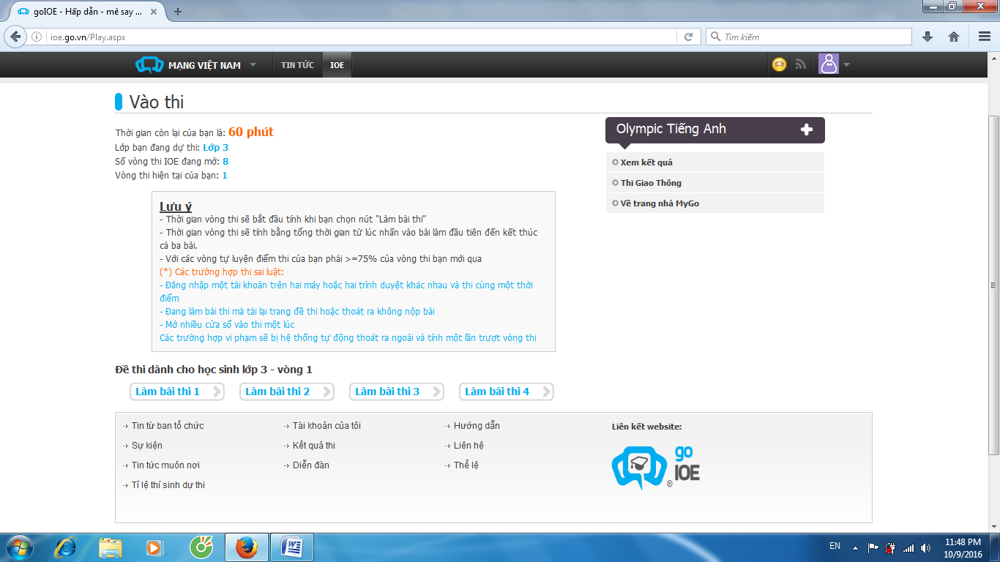 goIOE - Hấp dẫn - mê say ...
ioe.go.vn/Play.aspx
Tìm kiếm
MẠNG VIỆT NAM
TIN TỨC
IOE
Vào thi
Thời gian còn lại của bạn là: 60 phút
Lớp bạn đang dự thi: Lớp 3
Số vòng thi IOE đang mở: 8
Vòng thi hiện tại của bạn: 1
Olympic Tiếng Anh
Xem kết quả
Thi Giao Thông
Về trang nhà MyGo
Lưu ý
- Thời gian vòng thi sẽ bắt đầu tính khi bạn chọn nút "Làm bài thi"
- Thời gian vòng thi sẽ tính bằng tổng thời gian từ lúc nhấn vào bài làm đầu tiên đến kết thúc
cả ba bài.
- Với các vòng tự luyện điểm thi của bạn phải >=75% của vòng thi bạn mới qua
(*) Các trường hợp thi sai luật:
- Đăng nhập một tài khoản trên hai máy hoặc hai trình duyệt khác nhau và thi cùng một thời
điểm
- Đang làm bài thi mà tải lại trang đề thi hoặc thoát ra không nộp bài
- Mở nhiều cửa sổ vào thi một lúc
Các trường hợp vi phạm sẽ bị hệ thống tự động thoát ra ngoài và tính một lần trượt vòng thi
Đề thi dành cho học sinh lớp 3 - vòng 1
Làm bài thi 1
Làm bài thi 2
Làm bài thi 3
Làm bài thi 4
Tin từ ban tổ chức
Sự kiện
Tin tức muôn nơi
Tỉ lệ thí sinh dự thi
Tài khoản của tôi
Kết quả thi
Diễn đàn
Hướng dẫn
Liên hệ
Thể lệ
Liên kết website:
go
IOE
EN
11:48 PM
10/9/2016